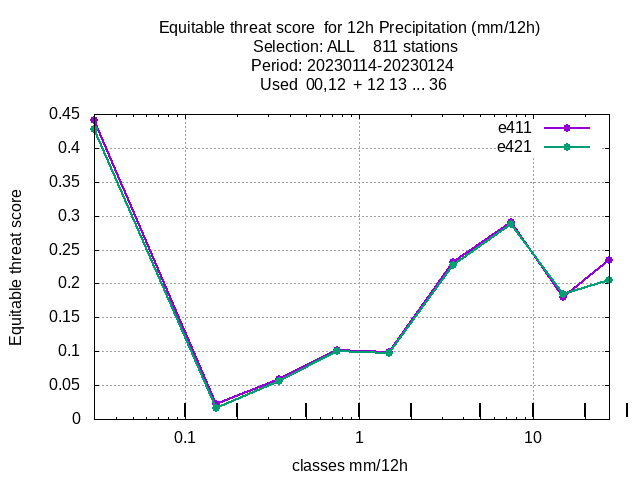 Equitable threat score  for 12h Precipitation (mm/12h)
Selection: ALL    811 stations
Period: 20230114-20230124
Used  00,12  + 12 13 ... 36
e411
e421
0.45
0.4
0.35
0.3
0.25
0.2
0.15
0.1
0.05
0
Equitable threat score
0.1
1
10
classes mm/12h